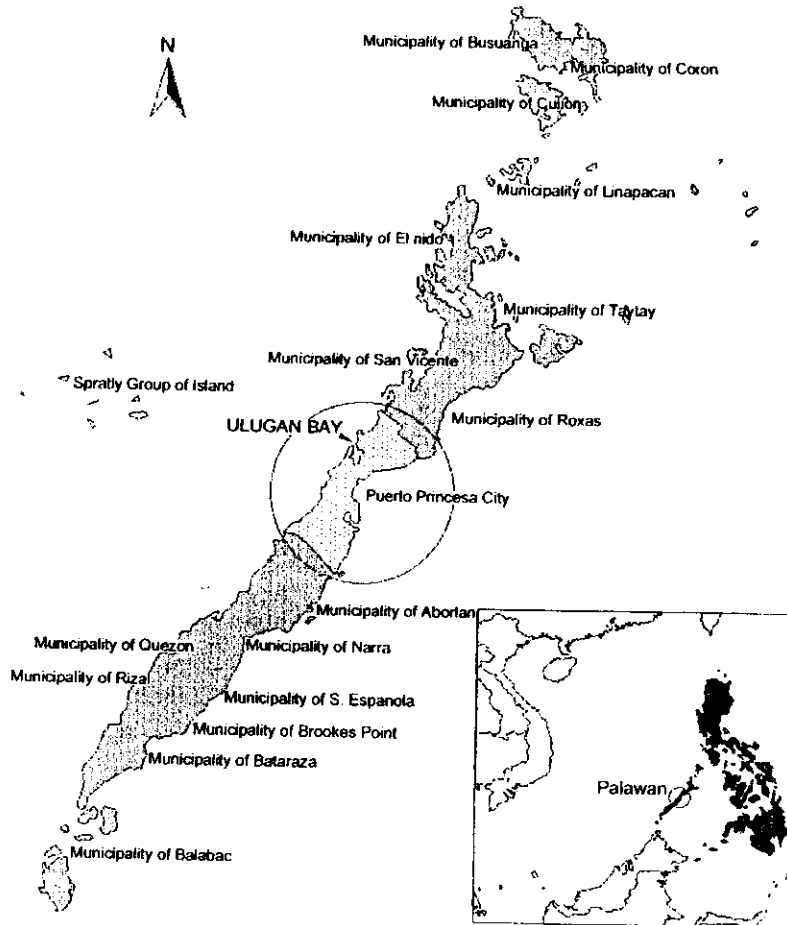 N
Municipality of Busuanga
Municipality of Coron
Municipality of Culion
Municipality of Linapacan
Municipality of El nido
Municipality of Taytay
Municipality of San Vicente
Spratly Group of Island
Municipality of Roxas
ULUGAN BAY
Puerto Princesa City
Municipality of Aborlan
Municipality of Quezon
Municipality of Narra
Municipality of Rizal
Municipality of S. Espanola
Municipality of Brookes Point
Municipality of Bataraza
Palawan
Municipality of Balabac